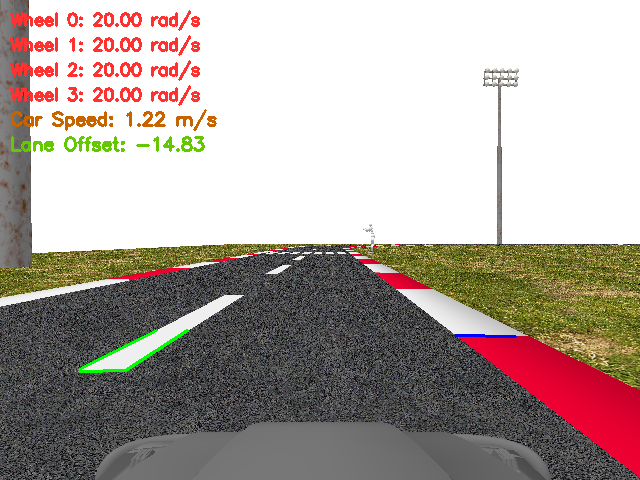 Wheel 0: 20.00 rad/s
Wheel 1: 20.00 rad/s
Wheel 2: 20.00 rad/s
Wheel 3: 20.00 rad/s
Car Speed: 1.22 m/s
Lane Offset: -14.83